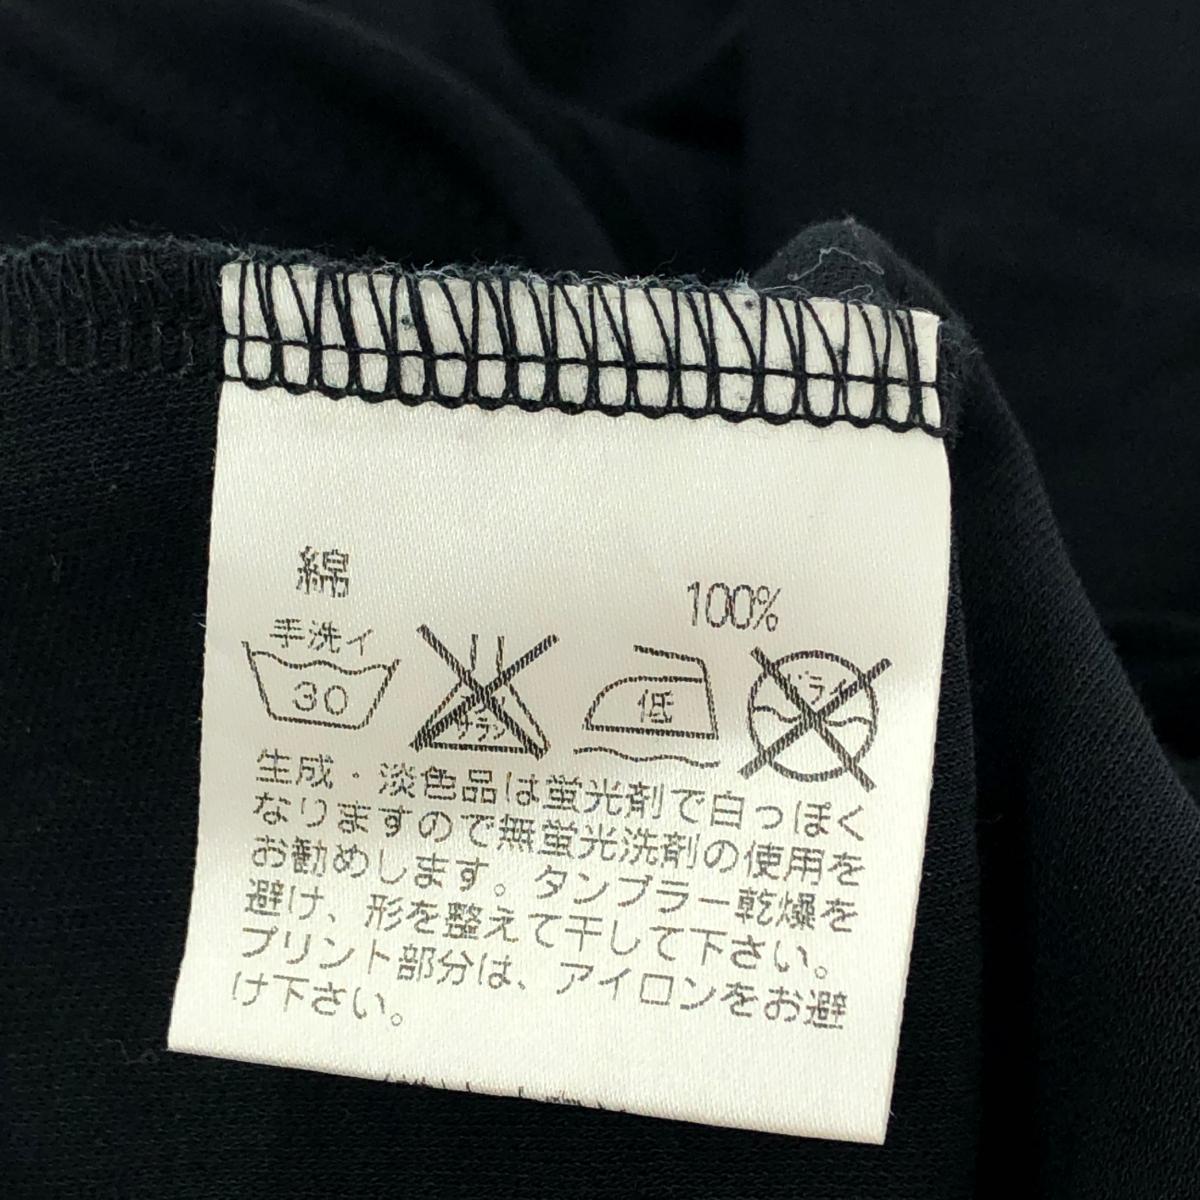 綿 100%
手洗イ
30
エンソ
サラシ
低
ドライ
生成・淡色品は蛍光剤で白っぽく
なりますので無蛍光洗剤の使用を
お勧めします。タンブラー乾燥を
避け、形を整えて干して下さい。
プリント部分は、アイロンをお避
け下さい。